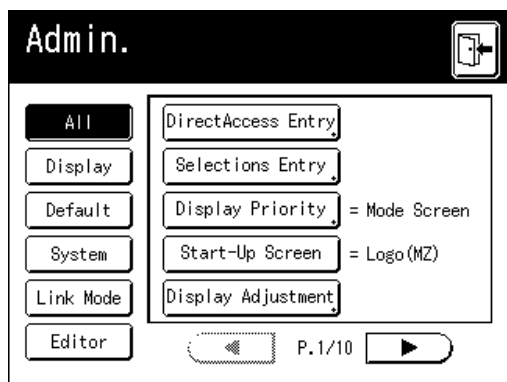 Admin.
All
DirectAccess Entry
Display
Selections Entry
Default
Display Priority = Mode Screen
System
Start-Up Screen = Logo(MZ)
Link Mode
Display Adjustment
Editor
P.1/10